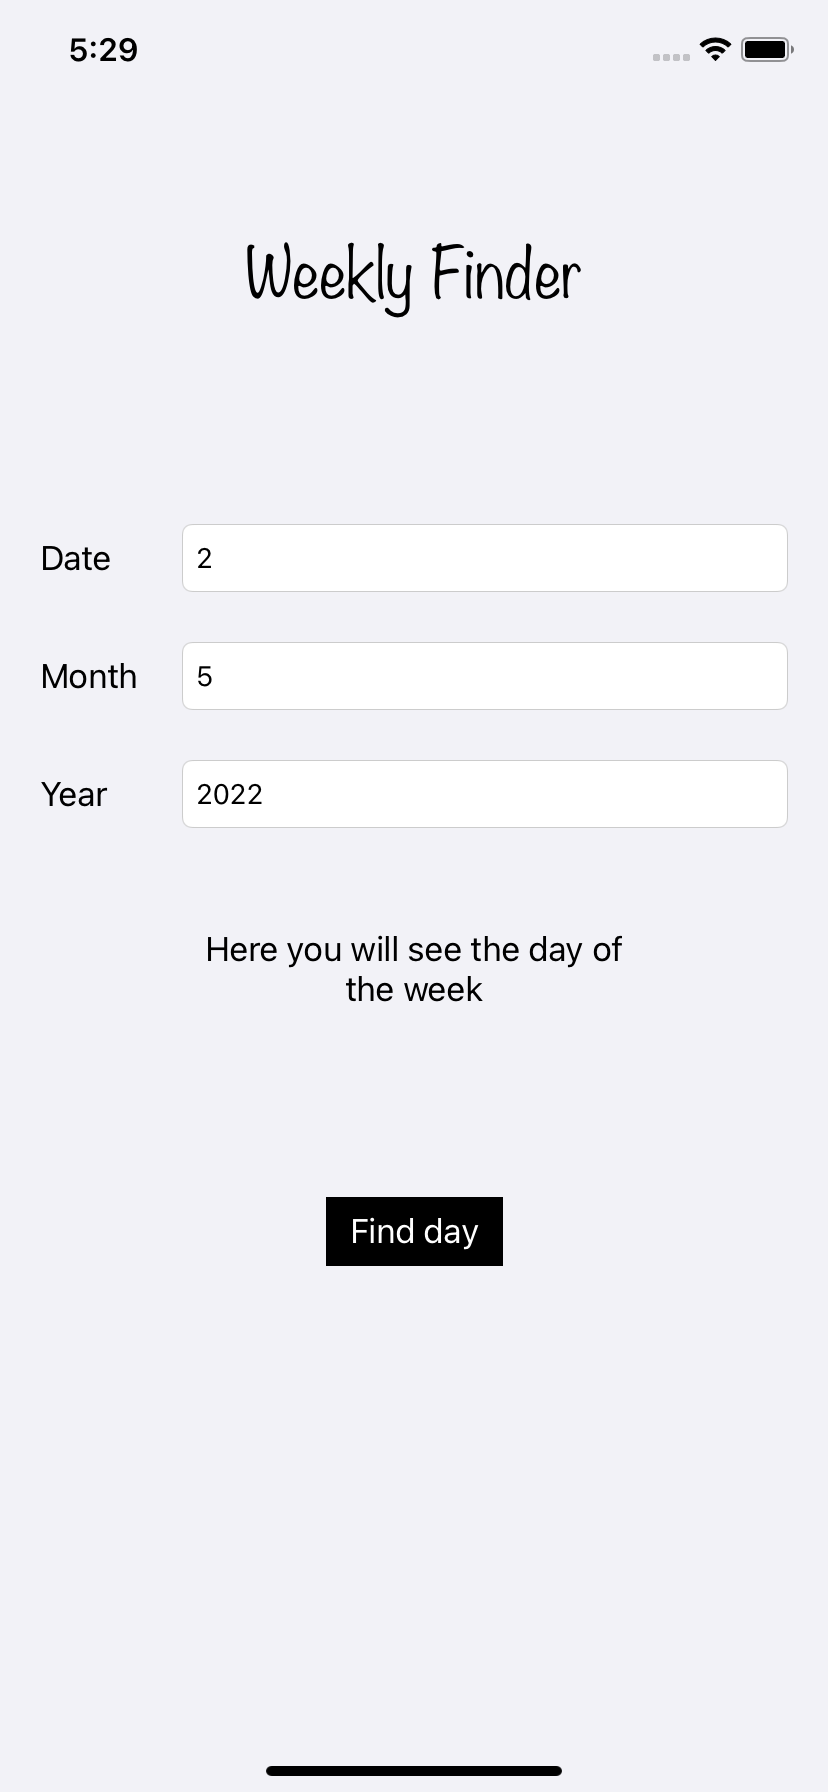 5:29
Weekly Finder
Date
2
Month
5
Year
2022
Here you will see the day of
the week
Find day